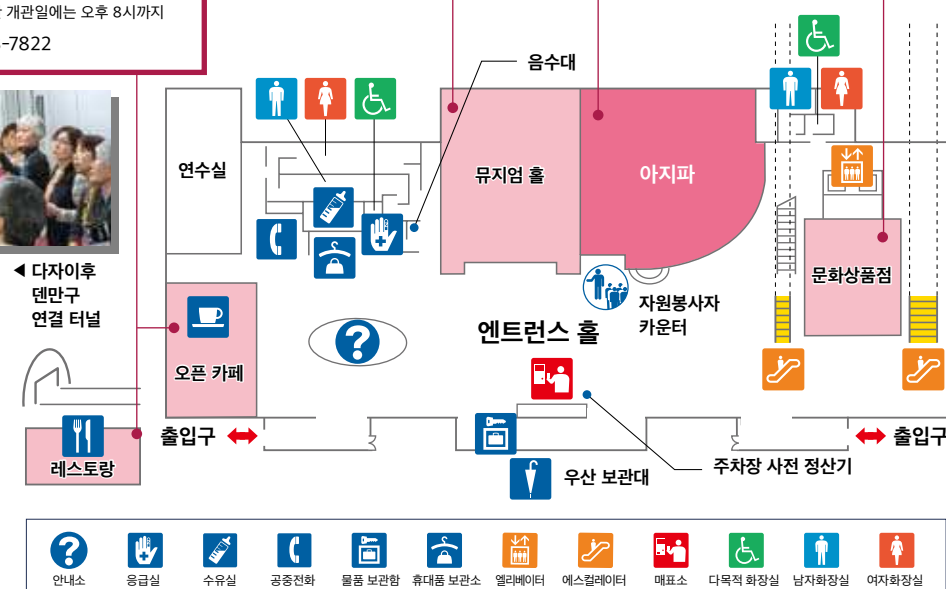 개관일에는 오후 8시까지
-7822
음수대
연수실
뮤지엄 홀
아지파
◀ 다자이후
덴만구
연결 터널
문화상품점
자원봉사자
카운터
엔트런스 홀
오픈 카페
출입구
출입구
레스토랑
우산 보관대
주차장 사전 정산기
안내소
응급실
수유실
공중전화
물품 보관함
휴대품 보관소
엘리베이터
에스컬레이터
매표소
다목적 화장실
남자화장실
여자화장실